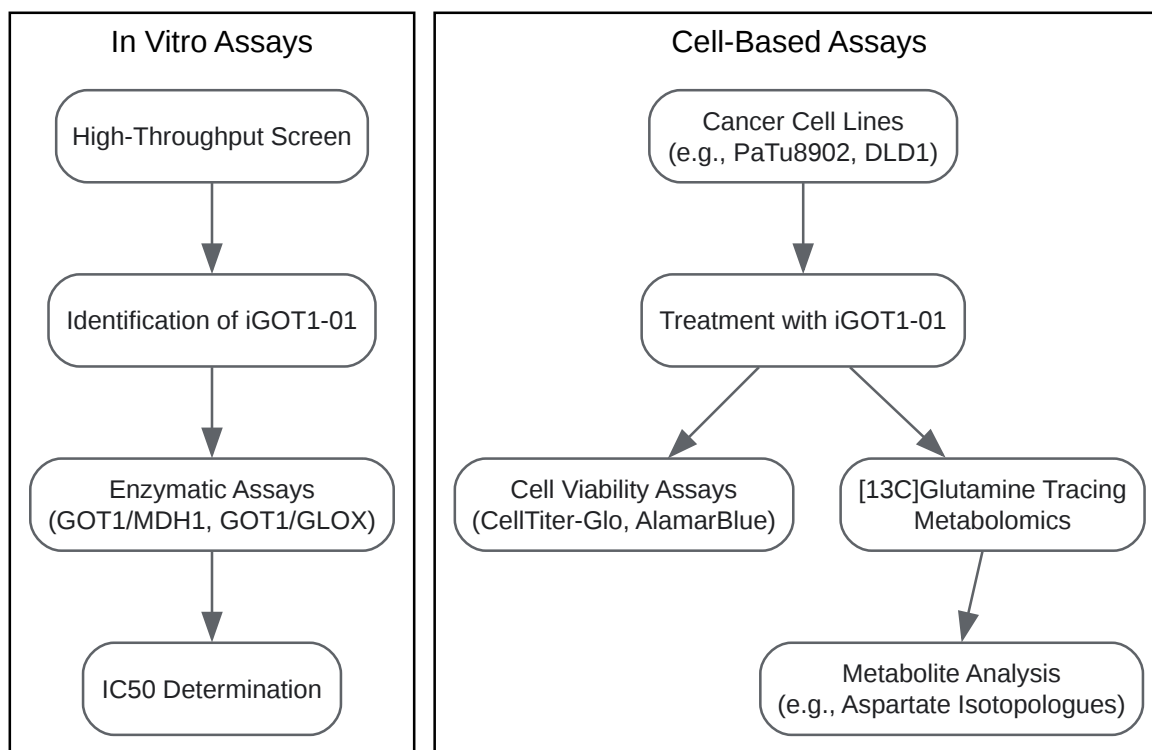 In Vitro Assays
High-Throughput Screen
Identification of iGOT1-01
Enzymatic Assays
(GOT1/MDH1, GOT1/GLOX)
IC50 Determination
Cell-Based Assays
Cancer Cell Lines
(e.g., PaTu8902, DLD1)
Treatment with iGOT1-01
Cell Viability Assays
(CellTiter-Glo, AlamarBlue)
[13C]Glutamine Tracing
Metabolomics
Metabolite Analysis
(e.g., Aspartate Isotopologues)